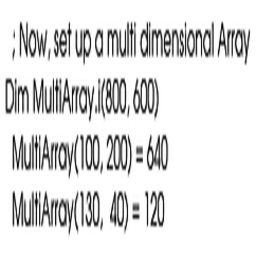 ; Now, set up a multi dimensional Array
Dim MultiArray.l(800, 600)
MultiArray(100, 200) = 640
MultiArray(130, 40) = 120